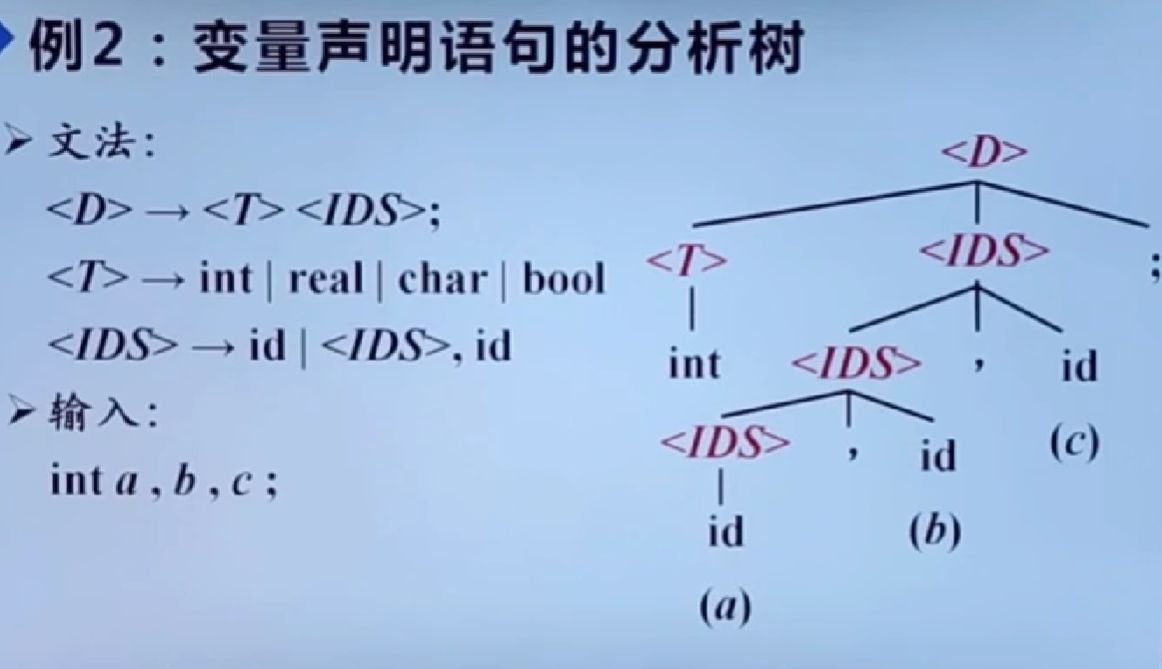 例2：变量声明语句的分析树
➢ 文法：
<D> → <T> <IDS>;
<T> → int | real | char | bool
<IDS> → id | <IDS>, id
➢ 输入：
int a , b , c ;
<D>
<T> <IDS> ;
int <IDS> , id
<IDS> , id (c)
id (b)
(a)